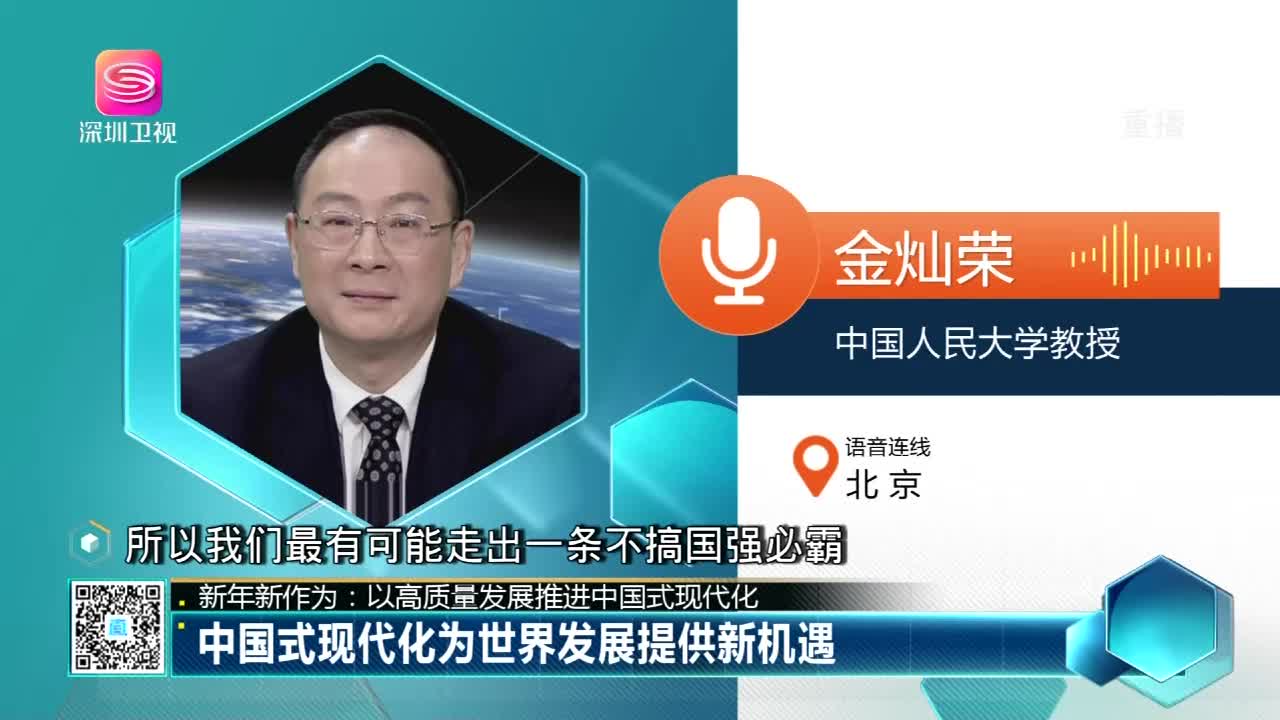 深圳卫视
重播
金灿荣
中国人民大学教授
语音连线
北京
所以我们最有可能走出一条不搞国强必霸
新年新作为：以高质量发展推进中国式现代化
中国式现代化为世界发展提供新机遇
直